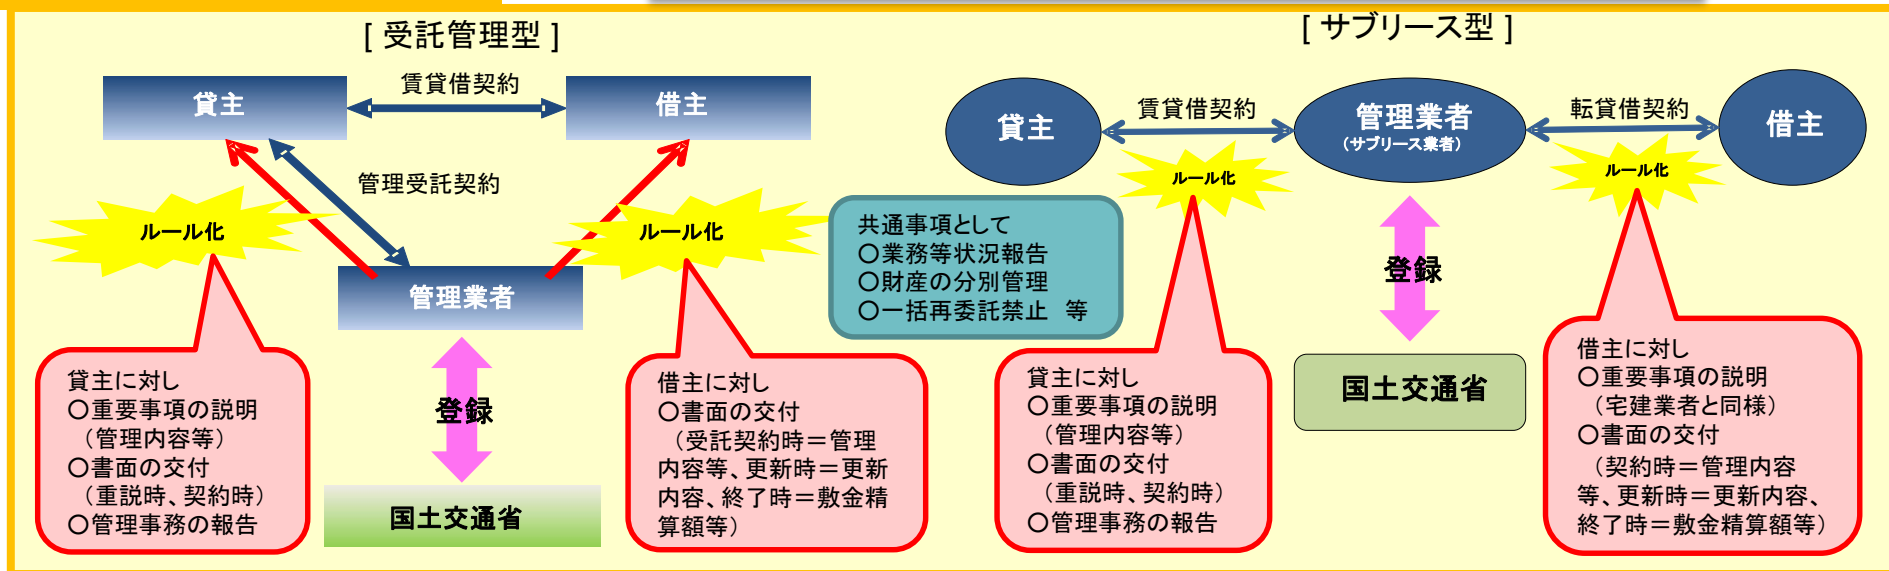 [ 受託管理型 ]
貸主
賃貸借契約
借主
管理受託契約
ルール化
ルール化
管理業者
登録
国土交通省
貸主に対し
○重要事項の説明
（管理内容等）
○書面の交付
（重説時、契約時）
○管理事務の報告
借主に対し
○書面の交付
（受託契約時＝管理
内容等、更新時＝更新
内容、終了時＝敷金精
算額等）
共通事項として
○業務等状況報告
○財産の分別管理
○一括再委託禁止　等
[ サブリース型 ]
貸主
賃貸借契約
管理業者
（サブリース業者）
転貸借契約
借主
ルール化
ルール化
登録
国土交通省
貸主に対し
○重要事項の説明
（管理内容等）
○書面の交付
（重説時、契約時）
○管理事務の報告
借主に対し
○重要事項の説明
（宅建業者と同様）
○書面の交付
（契約時＝管理内容
等、更新時＝更新内容、
終了時＝敷金精算額等）